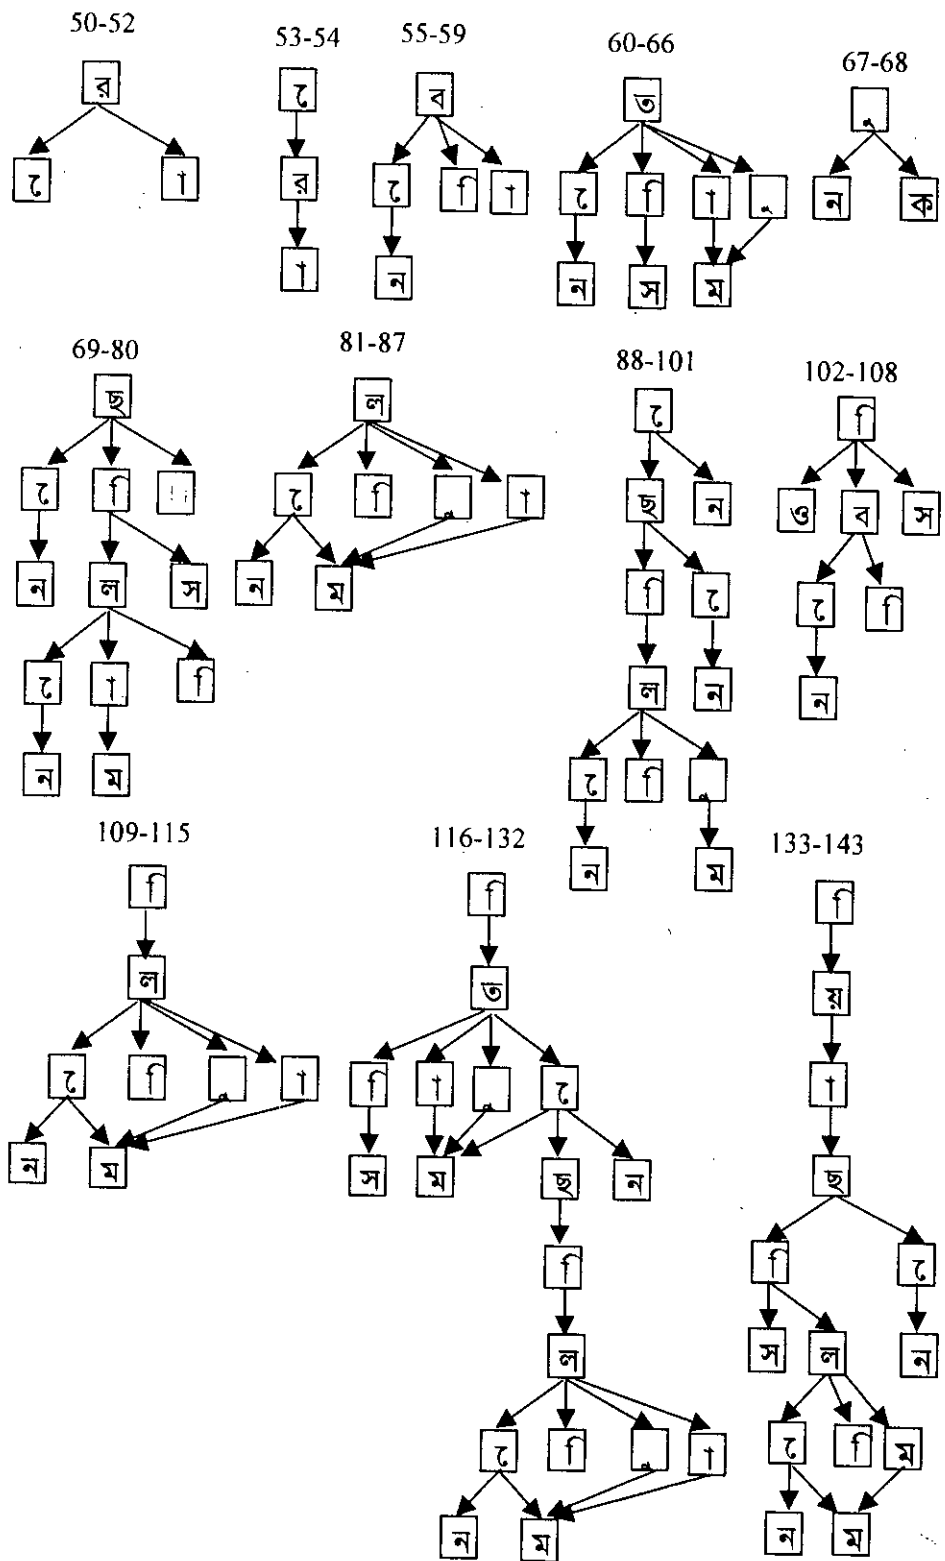 50-52
র
ে া
53-54
ে
র
া
55-59
ব
ে ি া
ন
60-66
ত
ে ি া ু
ন স ম
67-68
ু
ন ক
69-80
ছ
ে ি
ন ল স
ে া ি
ন ম
81-87
ল
ে ি ু া
ন ম
88-101
ে
ছ ন
ি ে
ল ন
ে ি ু
ন ম
102-108
ি
ও ব স
ে ি
ন
109-115
ি
ল
ে ি ু া
ন ম
116-132
ি
ত
ি া ু ে
স ম ছ ন
ি
ল
ে ি ু া
ন ম
133-143
ি
য়
া
ছ
ি ে
স ল ন
ে ি ম
ন ম